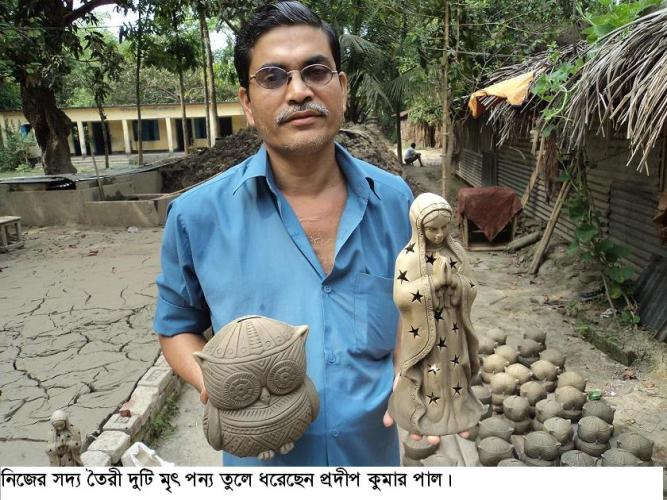 নিজের সদ্য তৈরী দুটি মৃৎ পন্য তুলে ধরেছেন প্রদীপ কুমার পাল।